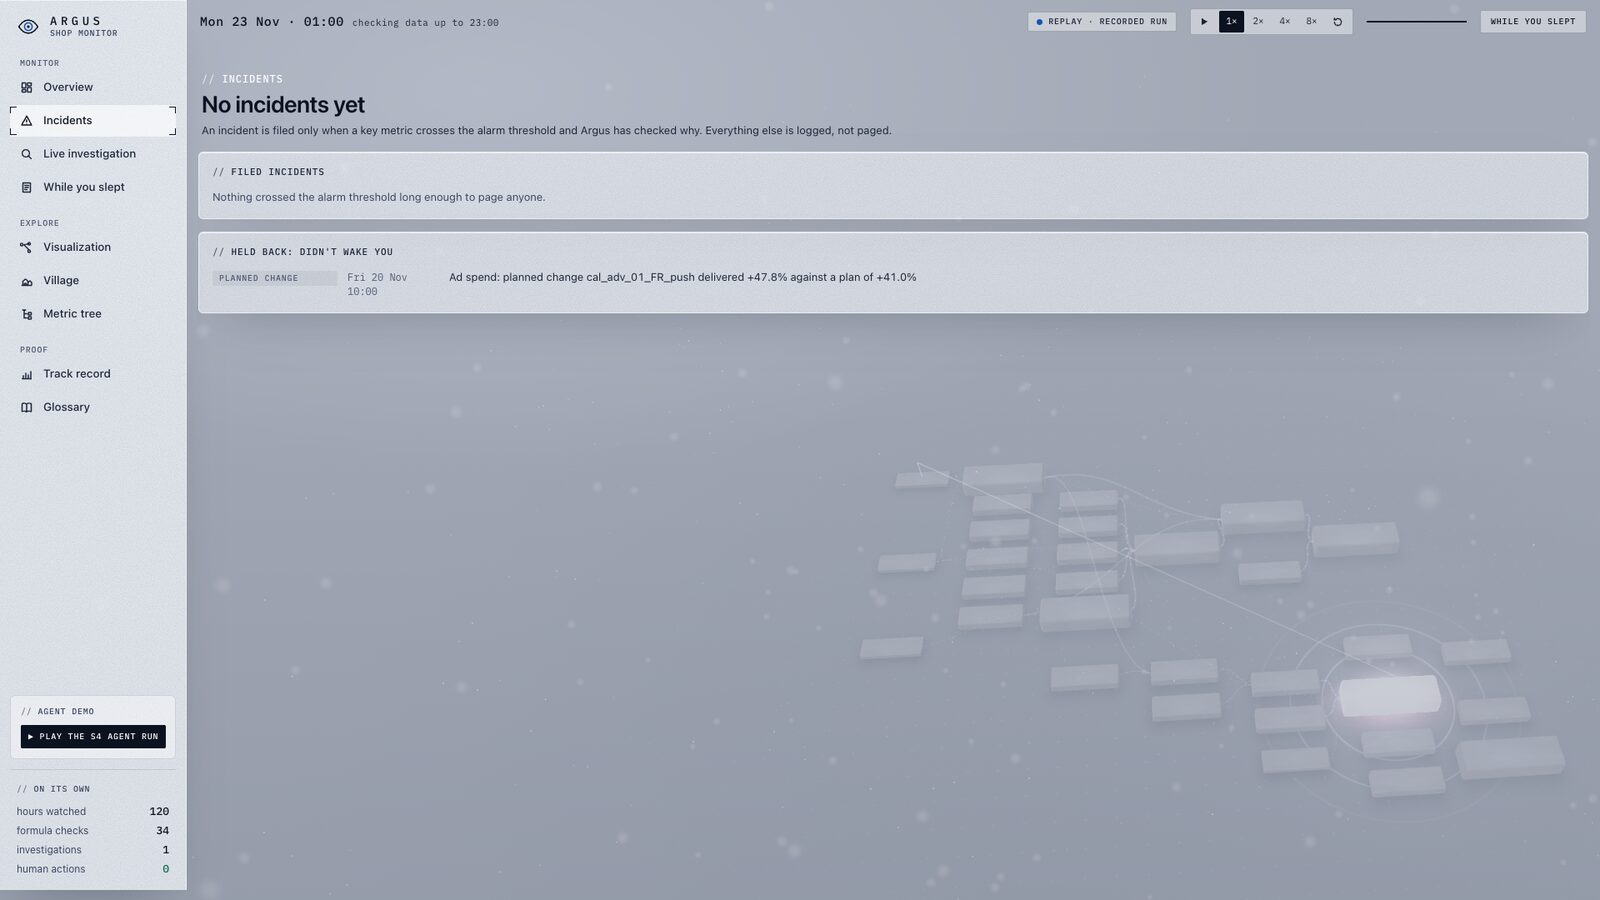 ARGUS
SHOP MONITOR
MONITOR
Overview
Incidents
Live investigation
While you slept
EXPLORE
Visualization
Village
Metric tree
PROOF
Track record
Glossary
// AGENT DEMO
▶ PLAY THE S4 AGENT RUN
// ON ITS OWN
hours watched 120
formula checks 34
investigations 1
human actions 0
Mon 23 Nov · 01:00 checking data up to 23:00
REPLAY · RECORDED RUN
1× 2× 4× 8×
WHILE YOU SLEPT
// INCIDENTS
No incidents yet
An incident is filed only when a key metric crosses the alarm threshold and Argus has checked why. Everything else is logged, not paged.
// FILED INCIDENTS
Nothing crossed the alarm threshold long enough to page anyone.
// HELD BACK: DIDN'T WAKE YOU
PLANNED CHANGE
Fri 20 Nov
10:00
Ad spend: planned change cal_adv_01_FR_push delivered +47.8% against a plan of +41.0%